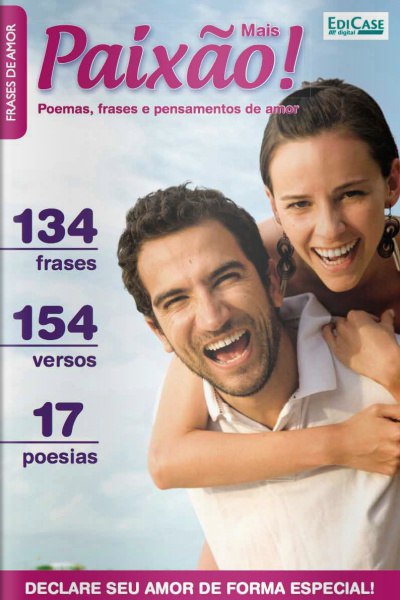 FRASES DE AMOR
Mais
Paixão!
EDICASE
digital
Poemas, frases e pensamentos de amor
134
frases
154
versos
17
poesias
DECLARE SEU AMOR DE FORMA ESPECIAL!